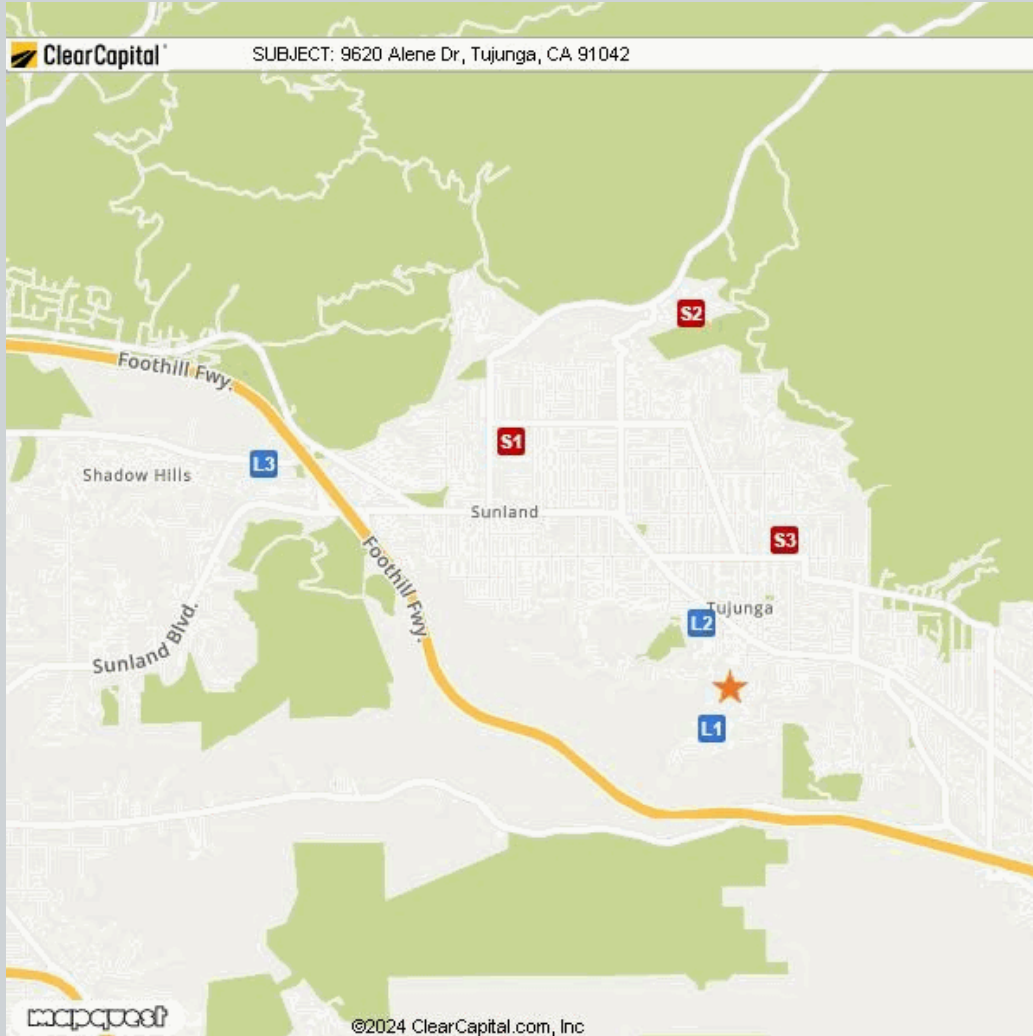 ClearCapital
SUBJECT: 9620 Alene Dr, Tujunga, CA 91042
S2
Foothill Fwy.
S1
L3
Shadow Hills
Sunland
S3
Foothill Fwy.
Tujunga
L2
Sunland Blvd.
L1
mapquest
©2024 ClearCapital.com, Inc